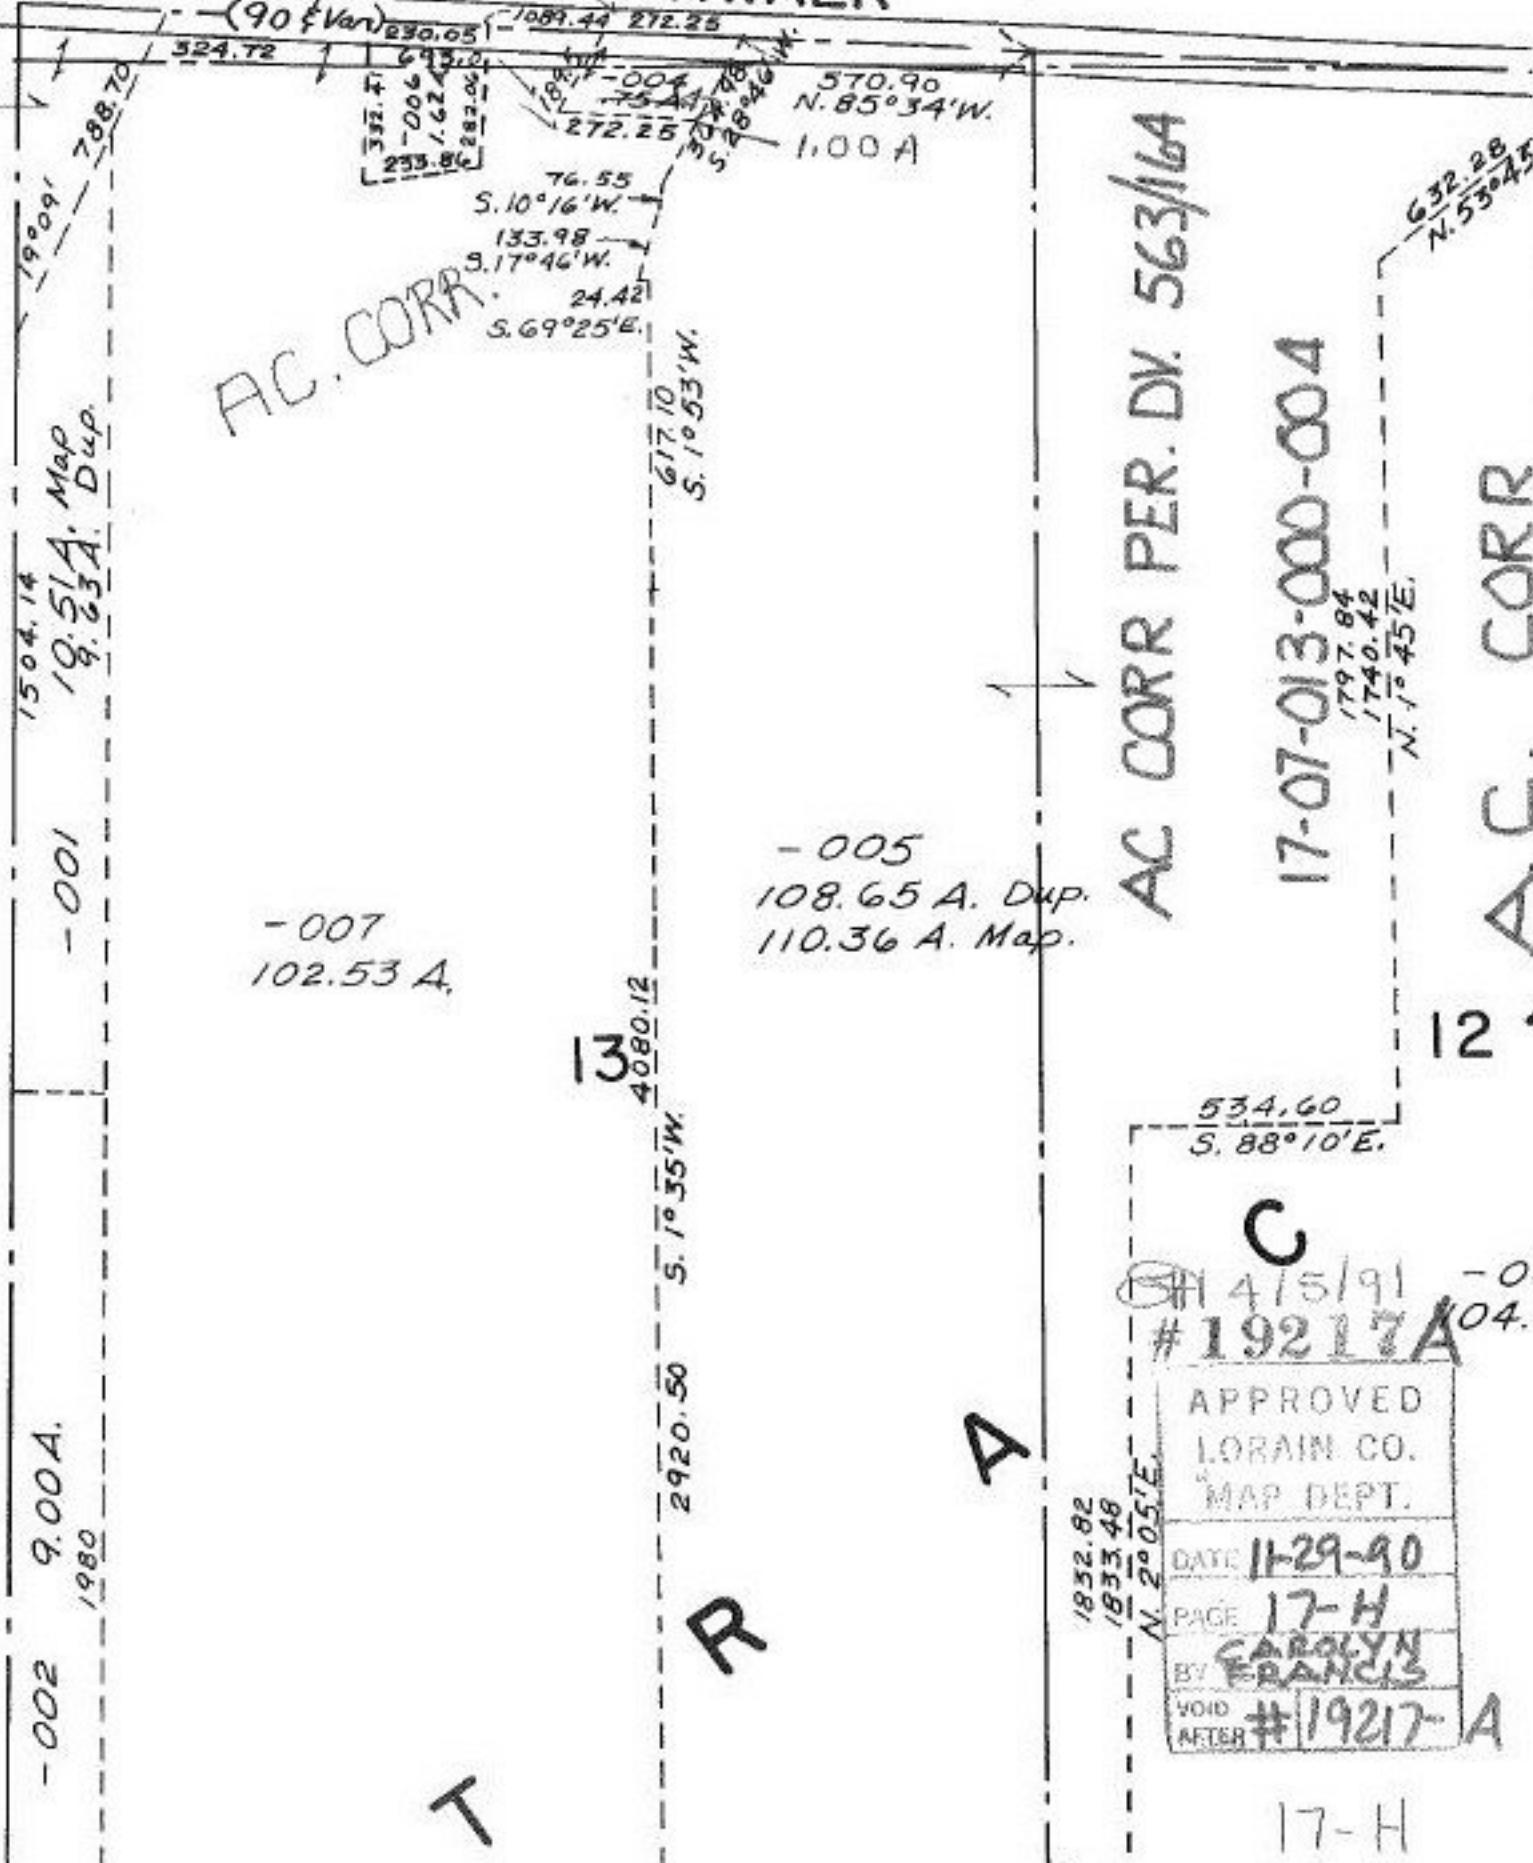 (90 ¢ Var)
230.05
1089.44 272.25
324.72
695.0
-006
1.62 A
332.41
282.06
233.86
-004
.75 A
272.25
S. 28°46'W.
570.90
N. 85°34'W.
1.00 A
788.70
19°09'
76.55
S. 10°16'W.
133.98
S. 17°46'W.
24.42
S. 69°25'E.
AC. CORR.
617.10
S. 1°53'W.
632.28
N. 53°45
AC CORR PER. DV. 563/164
17-07-013-000-004
1797.84
1740.42
N. 1°45'E.
A.C. CORR
1504.14
10.51 A. Map
9.63 A. Dup.
-001
-007
102.53 A.
-005
108.65 A. Dup.
110.36 A. Map.
13
4080.12
12
534.60
S. 88°10'E.
S. 1°35'W.
2920.50
C
4/5/91
-0
104.
#19217A
APPROVED
LORAIN CO.
MAP DEPT.
DATE 11-29-90
PAGE 17-H
BY CAROLYN FRANCIS
VOID AFTER #19217-A
A
1832.82
1833.48
N. 2°05'E.
9.00 A.
1980
-002
R
T
17-H